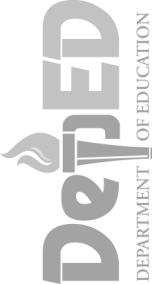 DepED
DEPARTMENT OF EDUCATION